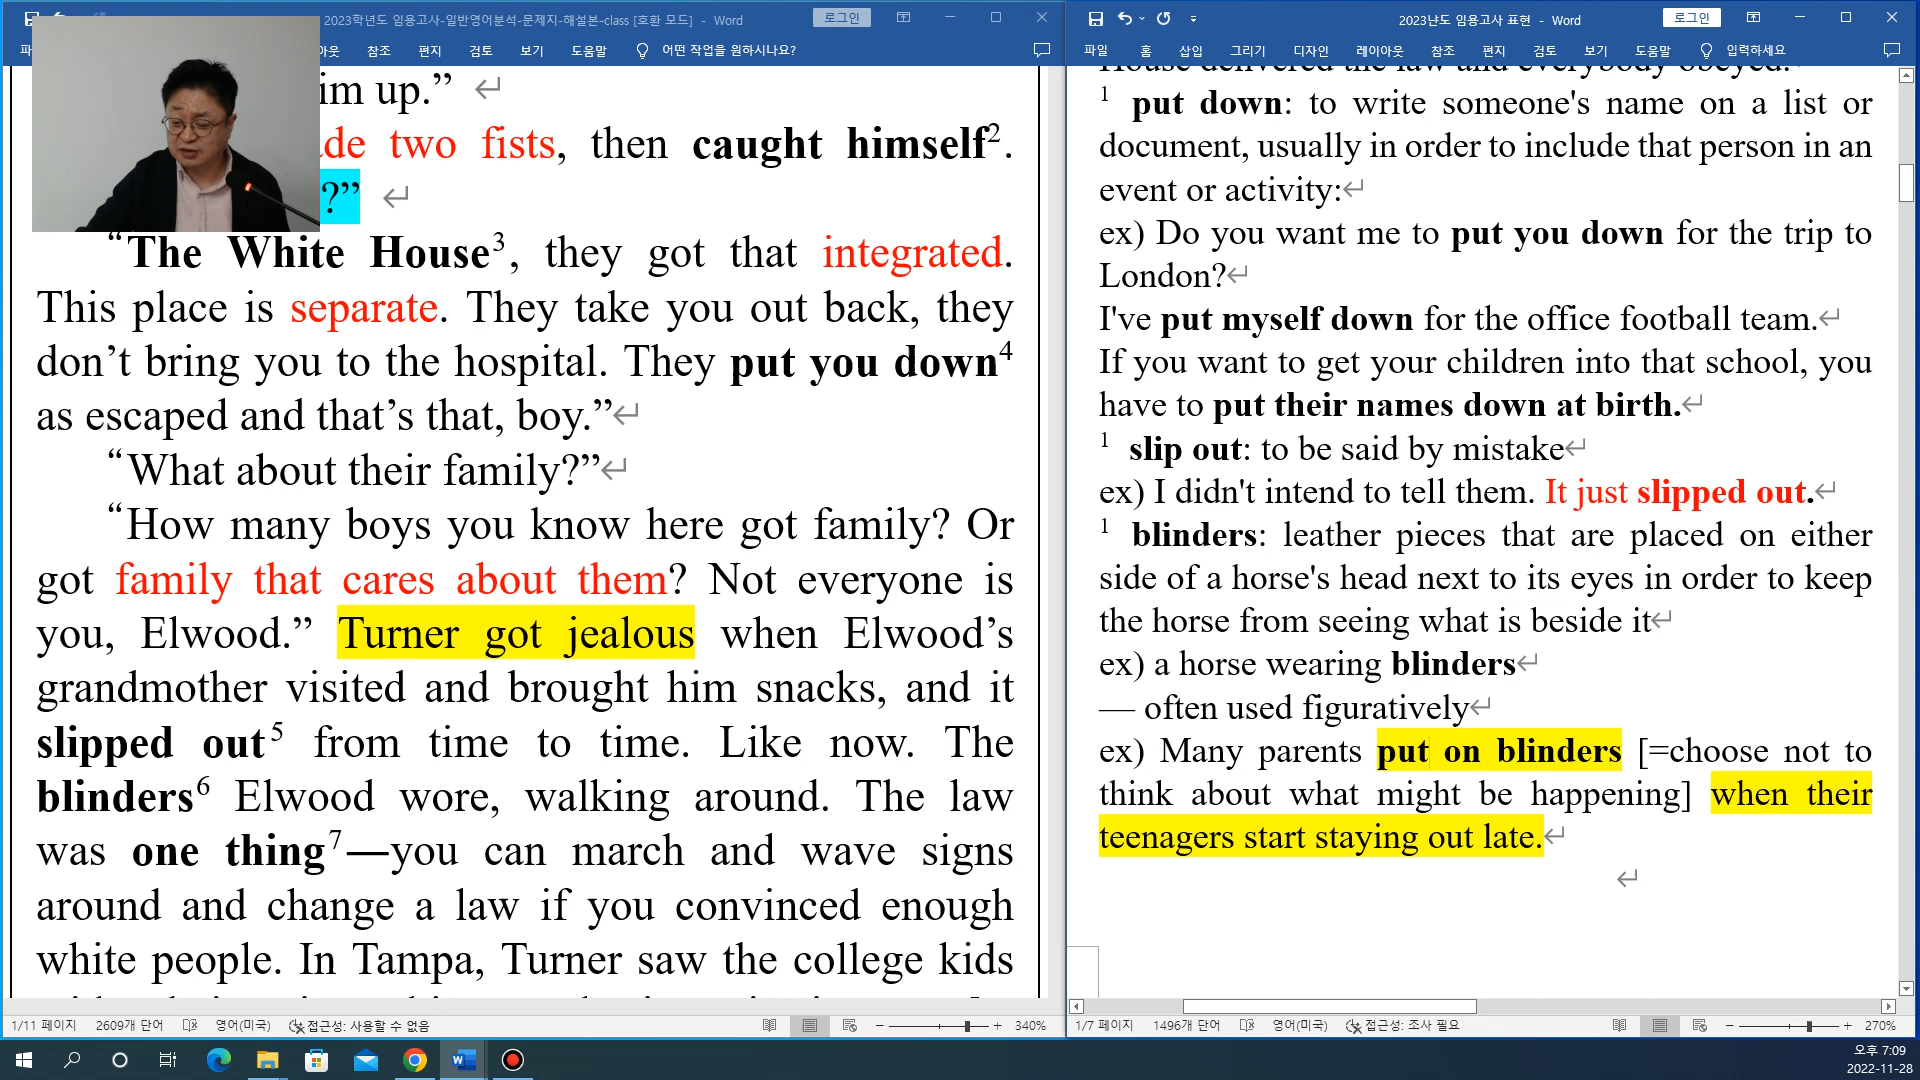 2023학년도 임용고사-일반영어분석-문제지-해설본-class [호환 모드] - Word
로그인
아웃 참조 편지 검토 보기 도움말 어떤 작업을 원하시나요?
im up.”
de two fists, then caught himself2.
?”
“The White House3, they got that integrated.
This place is separate. They take you out back, they
don’t bring you to the hospital. They put you down4
as escaped and that’s that, boy.”
“What about their family?”
“How many boys you know here got family? Or
got family that cares about them? Not everyone is
you, Elwood.” Turner got jealous when Elwood’s
grandmother visited and brought him snacks, and it
slipped out5 from time to time. Like now. The
blinders6 Elwood wore, walking around. The law
was one thing7—you can march and wave signs
around and change a law if you convinced enough
white people. In Tampa, Turner saw the college kids
1/11 페이지 2609개 단어 영어(미국) 접근성: 사용할 수 없음 340%
2023년도 임용고사 표현 - Word
로그인
파일 홈 삽입 그리기 디자인 레이아웃 참조 편지 검토 보기 도움말 입력하세요
House delivered the law and everybody obeyed.
1 put down: to write someone's name on a list or
document, usually in order to include that person in an
event or activity:
ex) Do you want me to put you down for the trip to
London?
I've put myself down for the office football team.
If you want to get your children into that school, you
have to put their names down at birth.
1 slip out: to be said by mistake
ex) I didn't intend to tell them. It just slipped out.
1 blinders: leather pieces that are placed on either
side of a horse's head next to its eyes in order to keep
the horse from seeing what is beside it
ex) a horse wearing blinders
— often used figuratively
ex) Many parents put on blinders [=choose not to
think about what might be happening] when their
teenagers start staying out late.
1/7 페이지 1496개 단어 영어(미국) 접근성: 조사 필요 270%
오후 7:09
2022-11-28